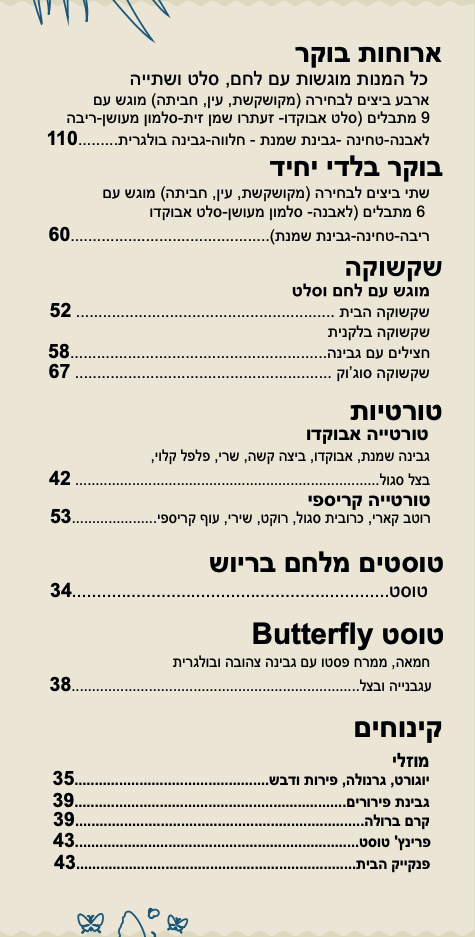 ארוחות בוקר
כל המנות מוגשות עם לחם, סלט ושתייה
ארבע ביצים לבחירה (מקושקשת, עין, חביתה) מוגש עם
9 מתבלים (סלט אבוקדו- זעתרו שמן זית-סלמון מעושן-ריבה
לאבנה-טחינה -גבינת שמנת - חלווה-גבינה בולגרית.........110
בוקר בלדי יחיד
שתי ביצים לבחירה (מקושקשת, עין, חביתה) מוגש עם
6 מתבלים (לאבנה- סלמון מעושן-סלט אבוקדו
ריבה-טחינה-גבינת שמנת)........................................60
שקשוקה
מוגש עם לחם וסלט
שקשוקה הבית ....................................................52
שקשוקה בלקנית
חצילים עם גבינה....................................................58
שקשוקה סוג'וק ....................................................67
טורטיות
טורטייה אבוקדו
גבינה שמנת, אבוקדו, ביצה קשה, שרי, פלפל קלוי,
בצל סגול.............................................................42
טורטייה קריספי
רוטב קארי, כרובית סגול, רוקט, שירי, עוף קריספי.................53
טוסטים מלחם בריוש
טוסט..................................................34
טוסט Butterfly
חמאה, ממרח פסטו עם גבינה צהובה ובולגרית
עגבנייה ובצל..........................................................38
קינוחים
מוזלי
יוגורט, גרנולה, פירות ודבש.......................................35
גבינת פירורים......................................................39
קרם ברולה..........................................................39
פרינץ' טוסט.........................................................43
פנקייק הבית.........................................................43